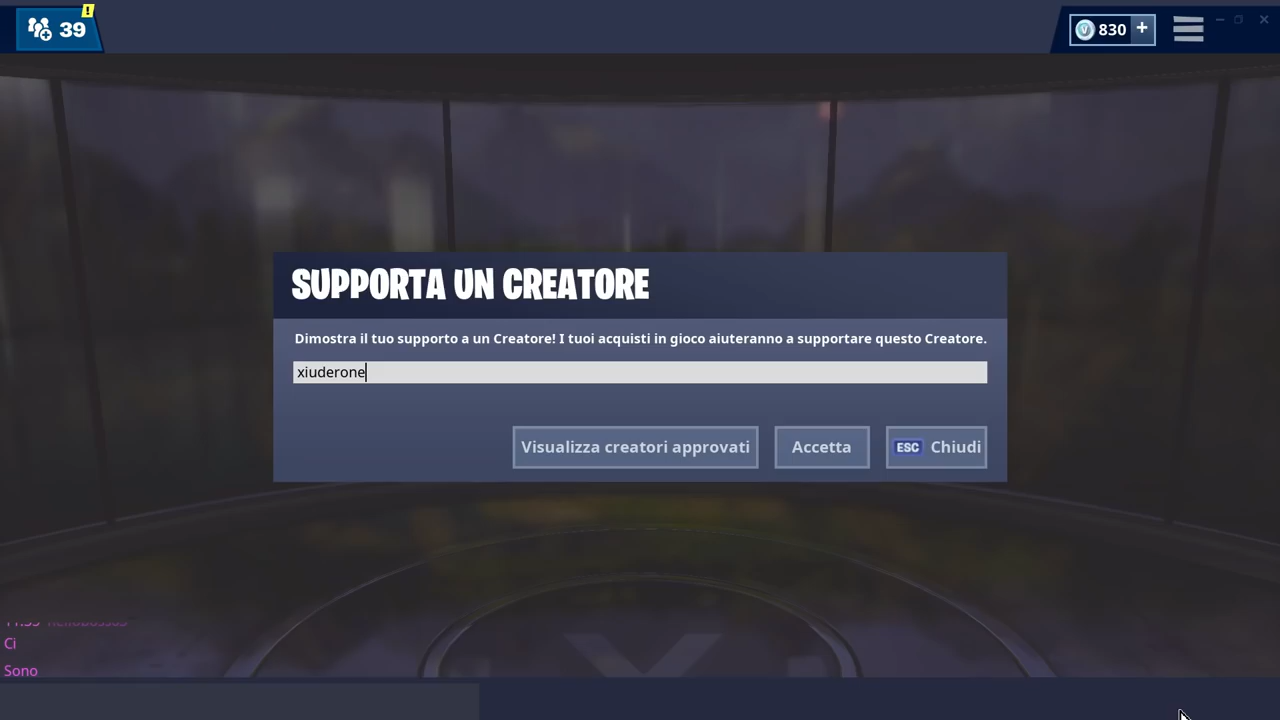 39
!
830 +
SUPPORTA UN CREATORE
Dimostra il tuo supporto a un Creatore! I tuoi acquisti in gioco aiuteranno a supportare questo Creatore.
xiuderone
Visualizza creatori approvati
Accetta
ESC Chiudi
Ci
Sono